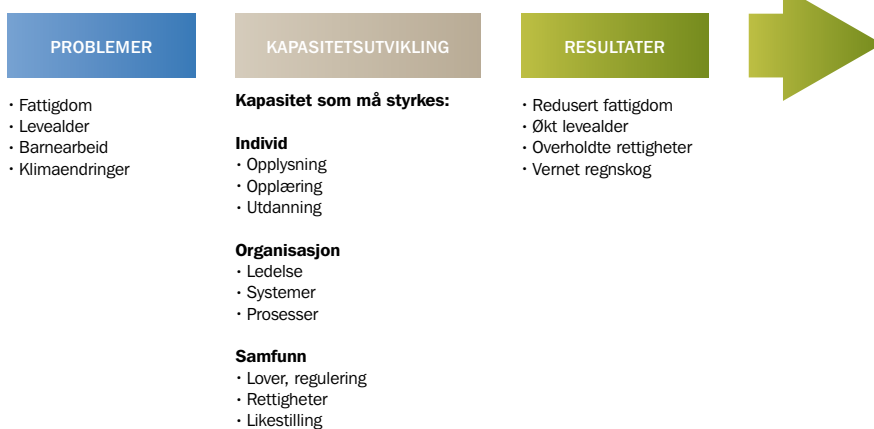 PROBLEMER
· Fattigdom
· Levealder
· Barnearbeid
· Klimaendringer
KAPASITETSUTVIKLING
Kapasitet som må styrkes:
Individ
· Opplysning
· Opplæring
· Utdanning
Organisasjon
· Ledelse
· Systemer
· Prosesser
Samfunn
· Lover, regulering
· Rettigheter
· Likestilling
RESULTATER
· Redusert fattigdom
· Økt levealder
· Overholdte rettigheter
· Vernet regnskog